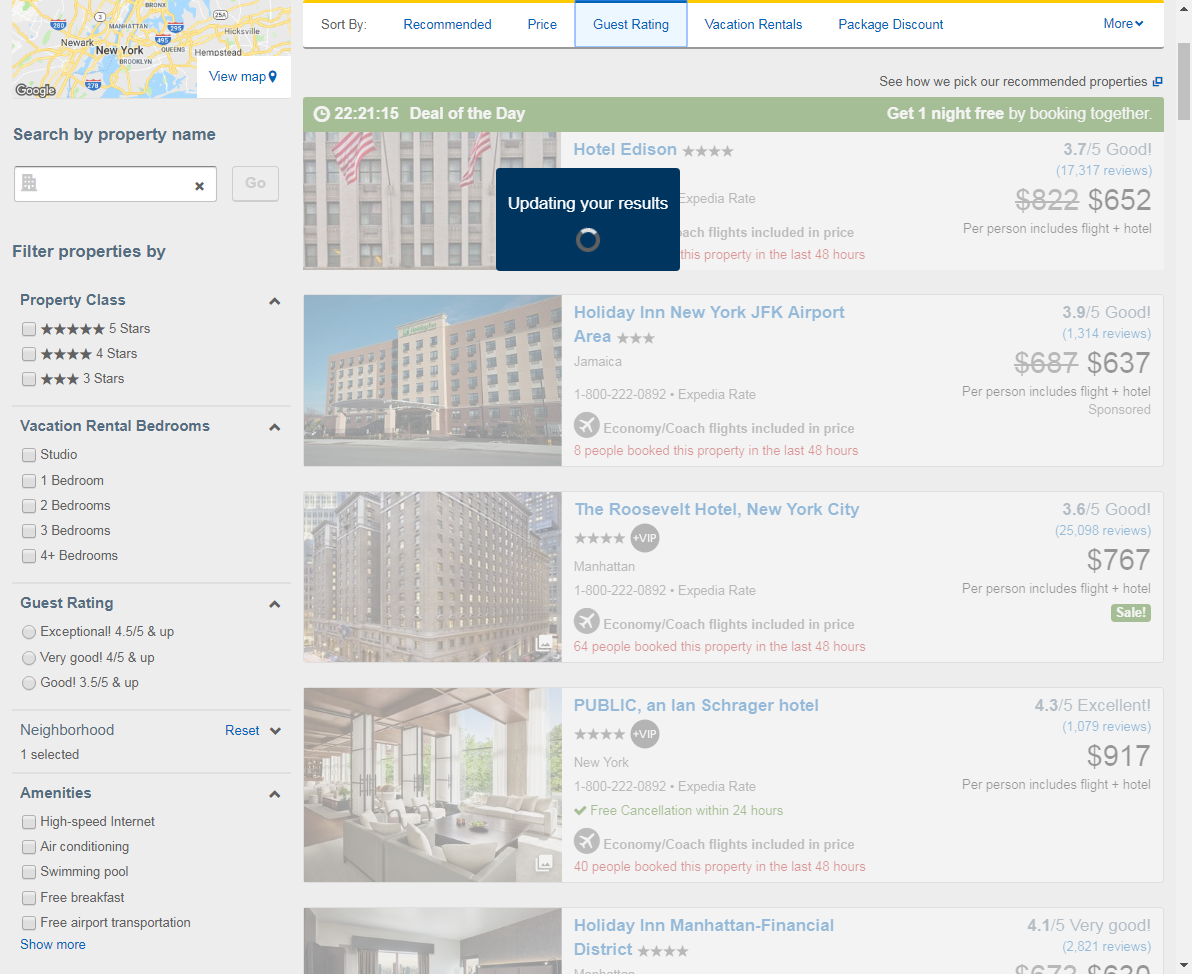 BRONX
MANHATTAN
Newark
New York
QUEENS
BROOKLYN
Hicksville
Hempstead
280
3
295
25A
495
278
Google
View map
Search by property name
Go
Filter properties by
Property Class
5 Stars
4 Stars
3 Stars
Vacation Rental Bedrooms
Studio
1 Bedroom
2 Bedrooms
3 Bedrooms
4+ Bedrooms
Guest Rating
Exceptional! 4.5/5 & up
Very good! 4/5 & up
Good! 3.5/5 & up
Neighborhood Reset
1 selected
Amenities
High-speed Internet
Air conditioning
Swimming pool
Free breakfast
Free airport transportation
Show more
Sort By: Recommended Price Guest Rating Vacation Rentals Package Discount More
See how we pick our recommended properties
22:21:15 Deal of the Day Get 1 night free by booking together.
Hotel Edison 3.7/5 Good!
(17,317 reviews)
Updating your results
Expedia Rate
$822 $652
Per person includes flight + hotel
flights included in price
this property in the last 48 hours
Holiday Inn New York JFK Airport
Area
3.9/5 Good!
(1,314 reviews)
Jamaica
$687 $637
1-800-222-0892 • Expedia Rate
Per person includes flight + hotel
Sponsored
Economy/Coach flights included in price
8 people booked this property in the last 48 hours
The Roosevelt Hotel, New York City 3.6/5 Good!
(25,098 reviews)
+VIP
Manhattan
$767
1-800-222-0892 • Expedia Rate
Per person includes flight + hotel
Sale!
Economy/Coach flights included in price
64 people booked this property in the last 48 hours
PUBLIC, an Ian Schrager hotel 4.3/5 Excellent!
(1,079 reviews)
+VIP
New York
$917
1-800-222-0892 • Expedia Rate
Per person includes flight + hotel
Free Cancellation within 24 hours
Economy/Coach flights included in price
40 people booked this property in the last 48 hours
Holiday Inn Manhattan-Financial
District
4.1/5 Very good!
(2,821 reviews)
Manhattan
$672 $630